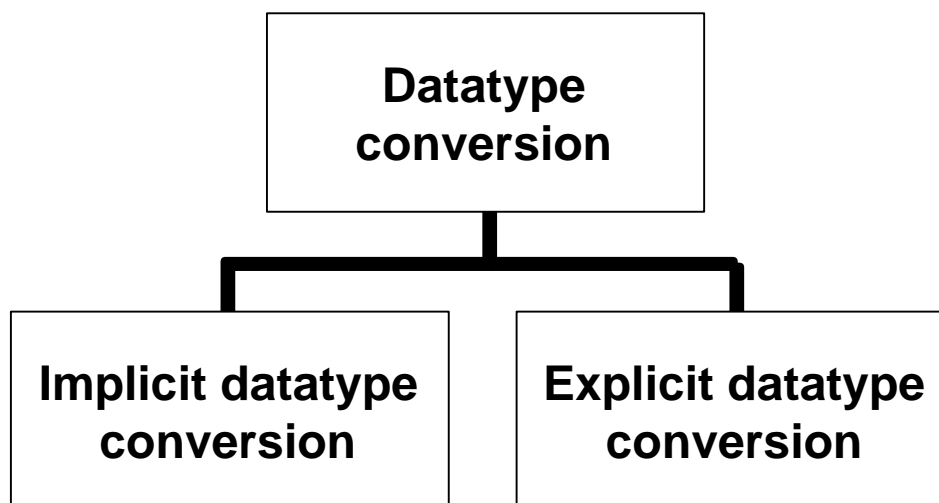 Datatype
conversion
Implicit datatype
conversion
Explicit datatype
conversion